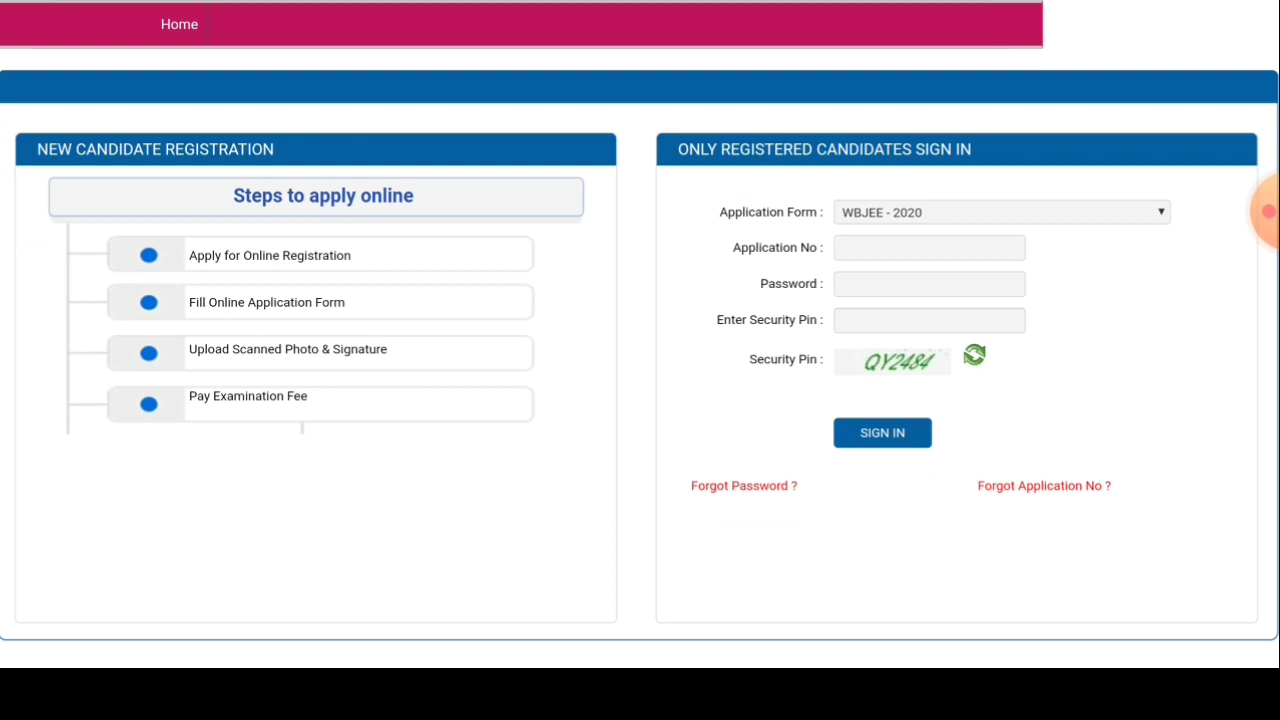 Home
NEW CANDIDATE REGISTRATION
Steps to apply online
Apply for Online Registration
Fill Online Application Form
Upload Scanned Photo & Signature
Pay Examination Fee
ONLY REGISTERED CANDIDATES SIGN IN
Application Form : WBJEE - 2020
Application No :
Password :
Enter Security Pin :
Security Pin : QY2484
SIGN IN
Forgot Password ? Forgot Application No ?